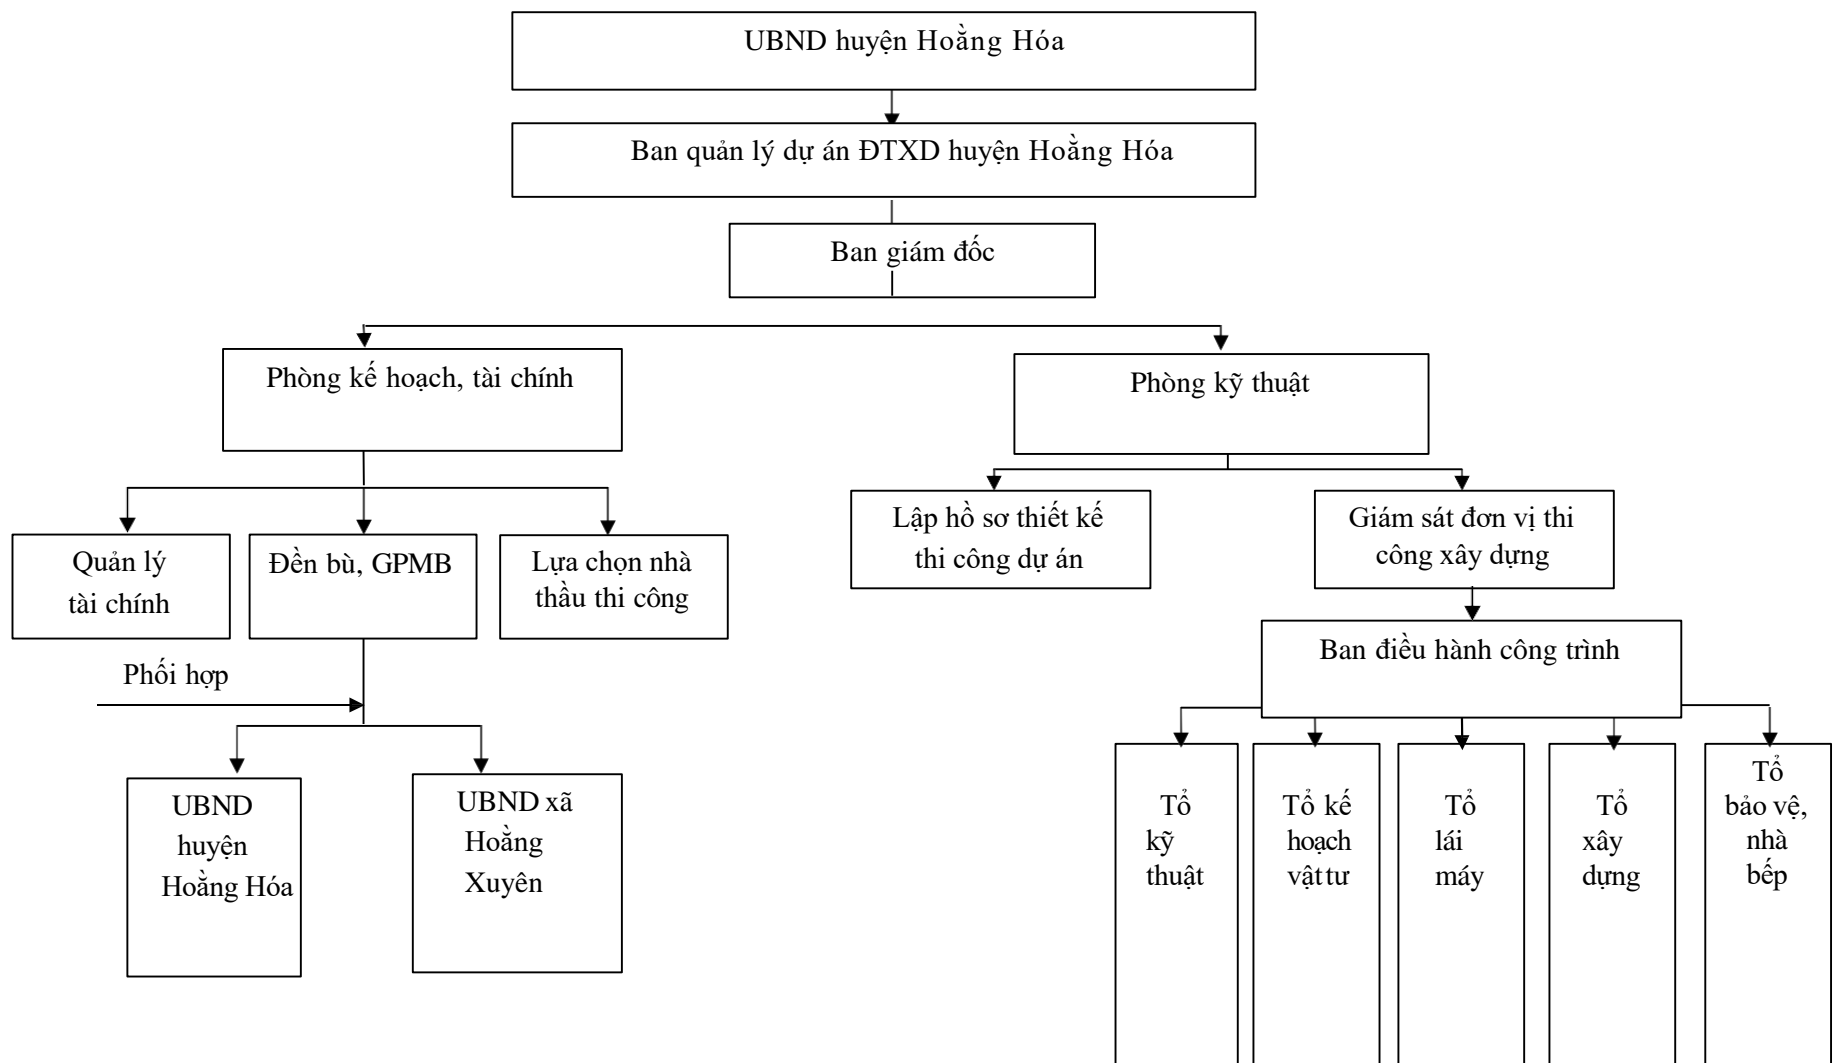 UBND huyện Hoằng Hóa
Ban quản lý dự án ĐTXD huyện Hoằng Hóa
Ban giám đốc
Phòng kế hoạch, tài chính
Phòng kỹ thuật
Quản lý
tài chính
Đền bù, GPMB
Lựa chọn nhà
thầu thi công
Lập hồ sơ thiết kế
thi công dự án
Giám sát đơn vị thi
công xây dựng
Phối hợp
Ban điều hành công trình
UBND
huyện
Hoằng Hóa
UBND xã
Hoằng
Xuyên
Tổ
kỹ
thuật
Tổ kế
hoạch
vật tư
Tổ
lái
máy
Tổ
xây
dựng
Tổ
bảo vệ,
nhà
bếp